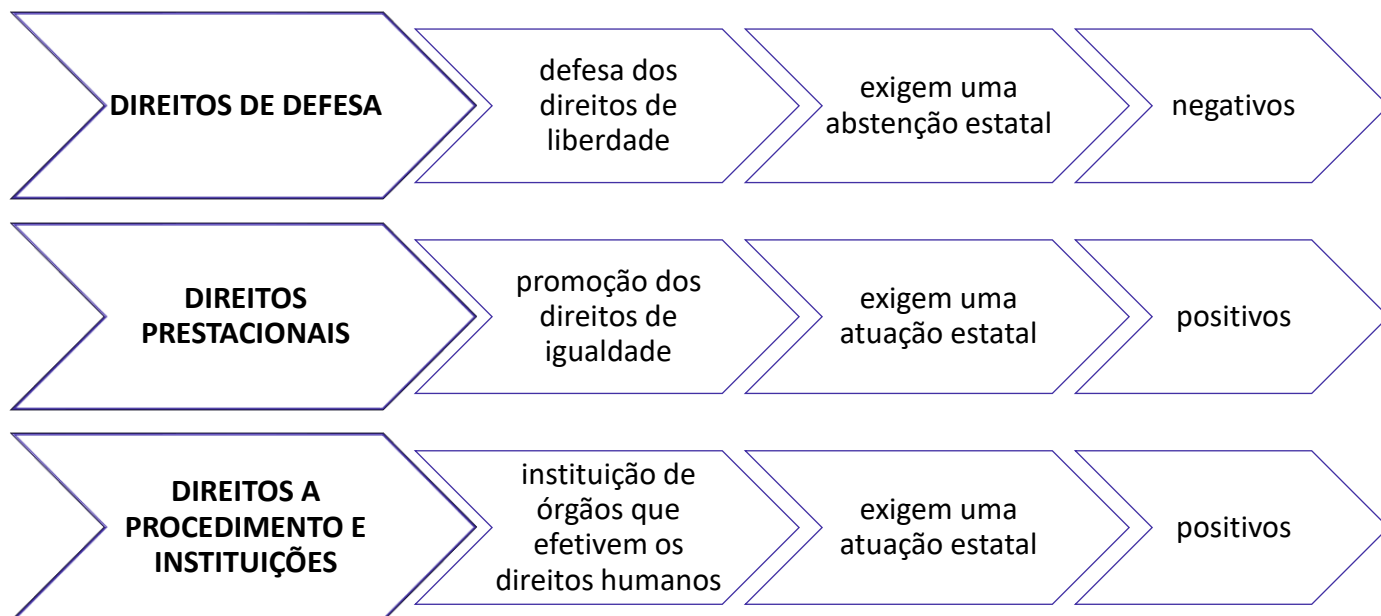 DIREITOS DE DEFESA
defesa dos
direitos de
liberdade
exigem uma
abstenção estatal
negativos
DIREITOS
PRESTACIONAIS
promoção dos
direitos de
igualdade
exigem uma
atuação estatal
positivos
DIREITOS A
PROCEDIMENTO E
INSTITUIÇÕES
instituição de
órgãos que
efetivem os
direitos humanos
exigem uma
atuação estatal
positivos